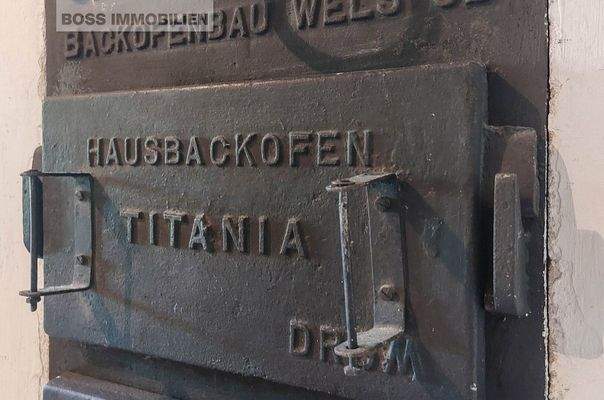 BOSS IMMOBILIEN
BACKOFENBAU WELS
HAUSBACKOFEN
TITANIA